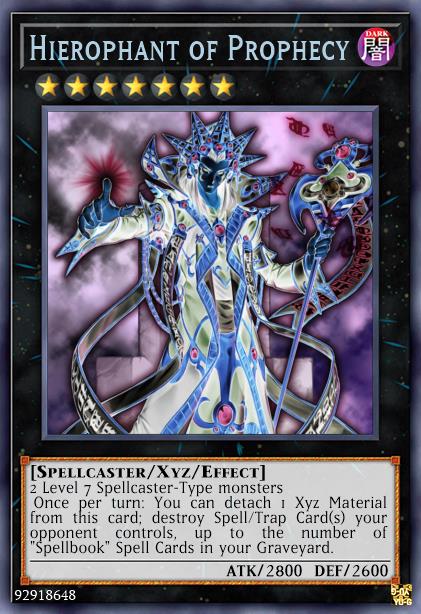 HIEROPHANT OF PROPHECY
DARK
闇
[SPELLCASTER/XYZ/EFFECT]
2 Level 7 Spellcaster-Type monsters
Once per turn: You can detach 1 Xyz Material
from this card; destroy Spell/Trap Card(s) your
opponent controls, up to the number of
"Spellbook" Spell Cards in your Graveyard.
ATK/2800 DEF/2600
92918648